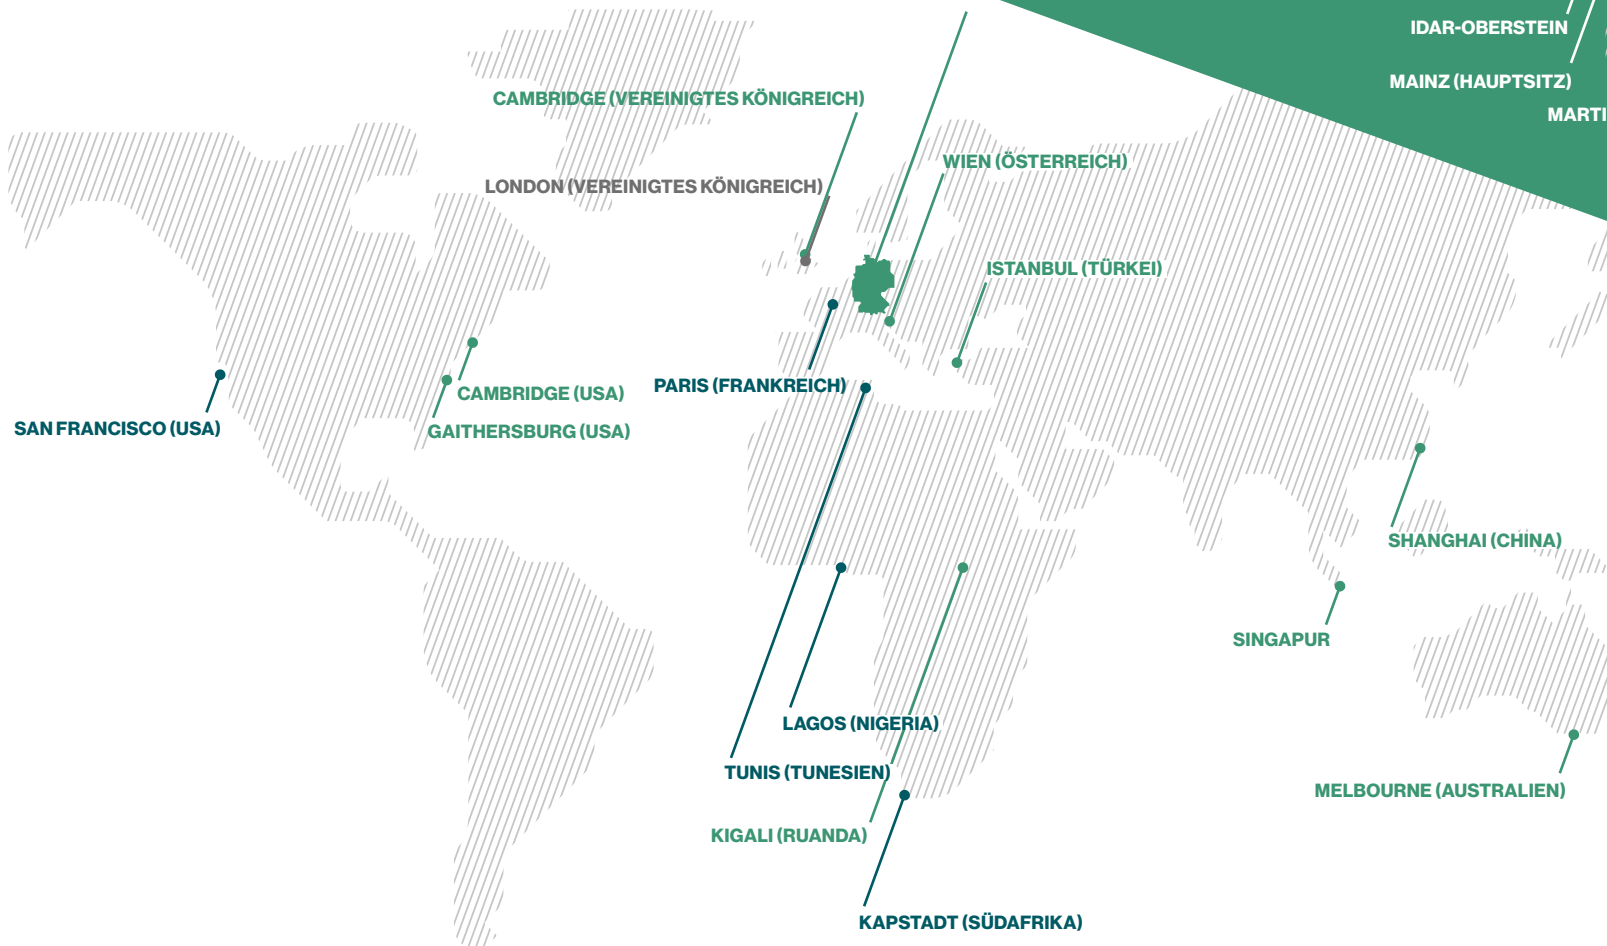 IDAR-OBERSTEIN
MAINZ (HAUPTSITZ)
MARTI
CAMBRIDGE (VEREINIGTES KÖNIGREICH)
WIEN (ÖSTERREICH)
LONDON (VEREINIGTES KÖNIGREICH)
ISTANBUL (TÜRKEI)
PARIS (FRANKREICH)
CAMBRIDGE (USA)
SAN FRANCISCO (USA)
GAITHERSBURG (USA)
SHANGHAI (CHINA)
SINGAPUR
LAGOS (NIGERIA)
TUNIS (TUNESIEN)
MELBOURNE (AUSTRALIEN)
KIGALI (RUANDA)
KAPSTADT (SÜDAFRIKA)